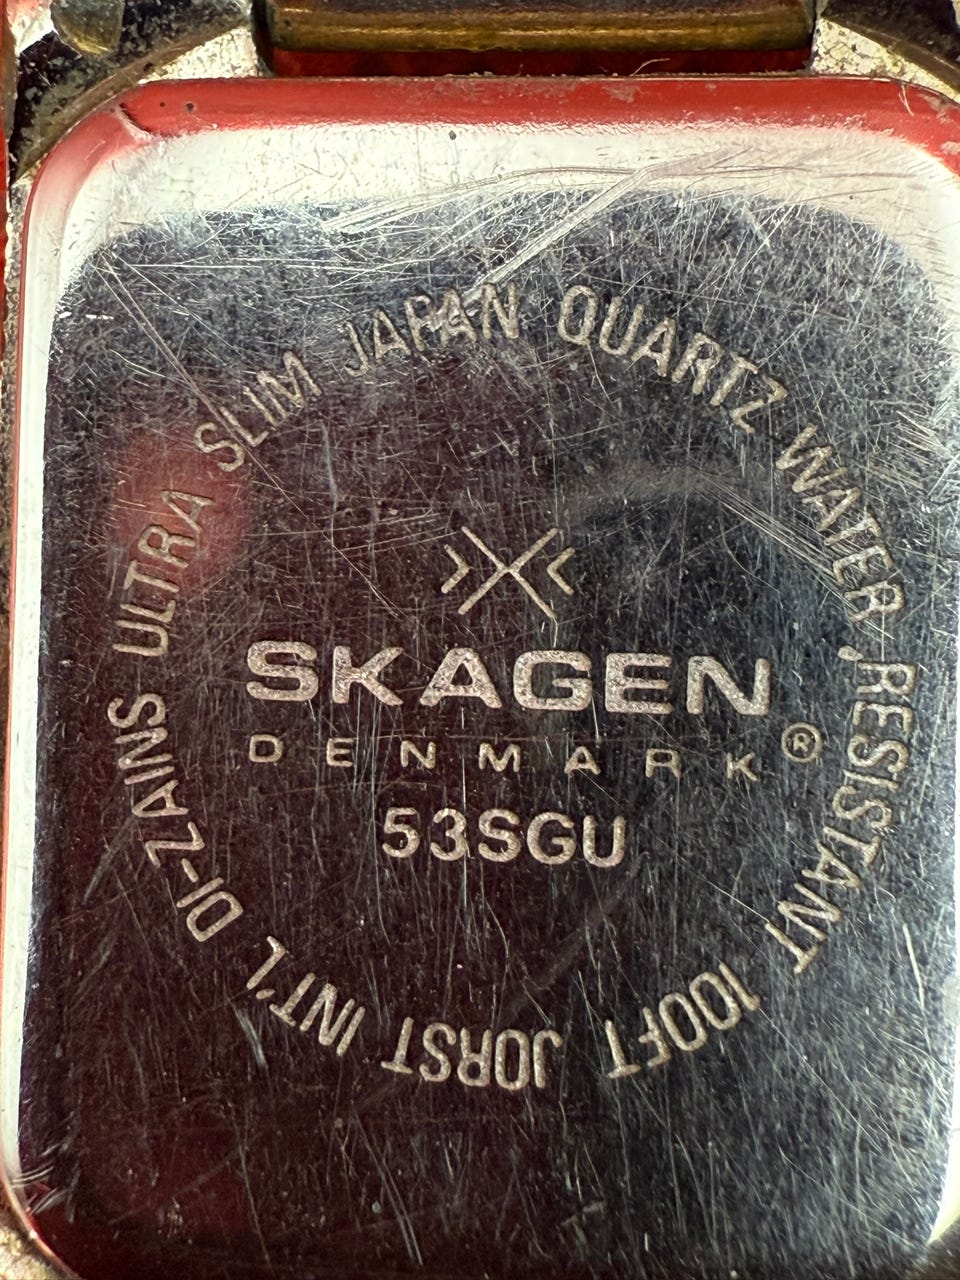 ULTRA SLIM JAPAN QUARTZ WATER RESISTANT 100FT JORST INT'L DI-ZAINS
SKAGEN
DENMARK®
53SGU